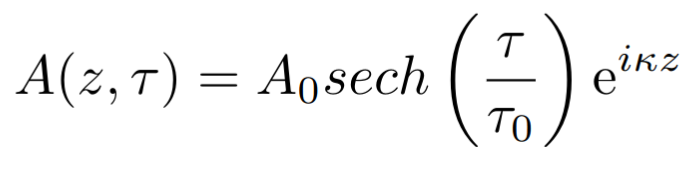 A(z, τ) = A₀sech(τ/τ₀)e^{iκz}